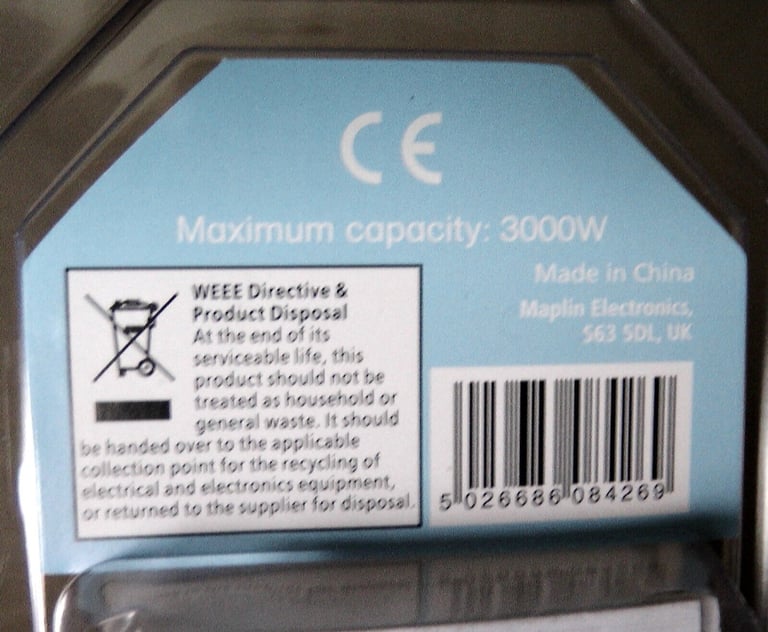 CE
Maximum capacity: 3000W
Made in China
Maplin Electronics,
S63 5DL, UK
WEEE Directive &
Product Disposal
At the end of its
serviceable life, this
product should not be
treated as household or
general waste. It should
be handed over to the applicable
collection point for the recycling of
electrical and electronics equipment,
or returned to the supplier for disposal.
5 026686 084269